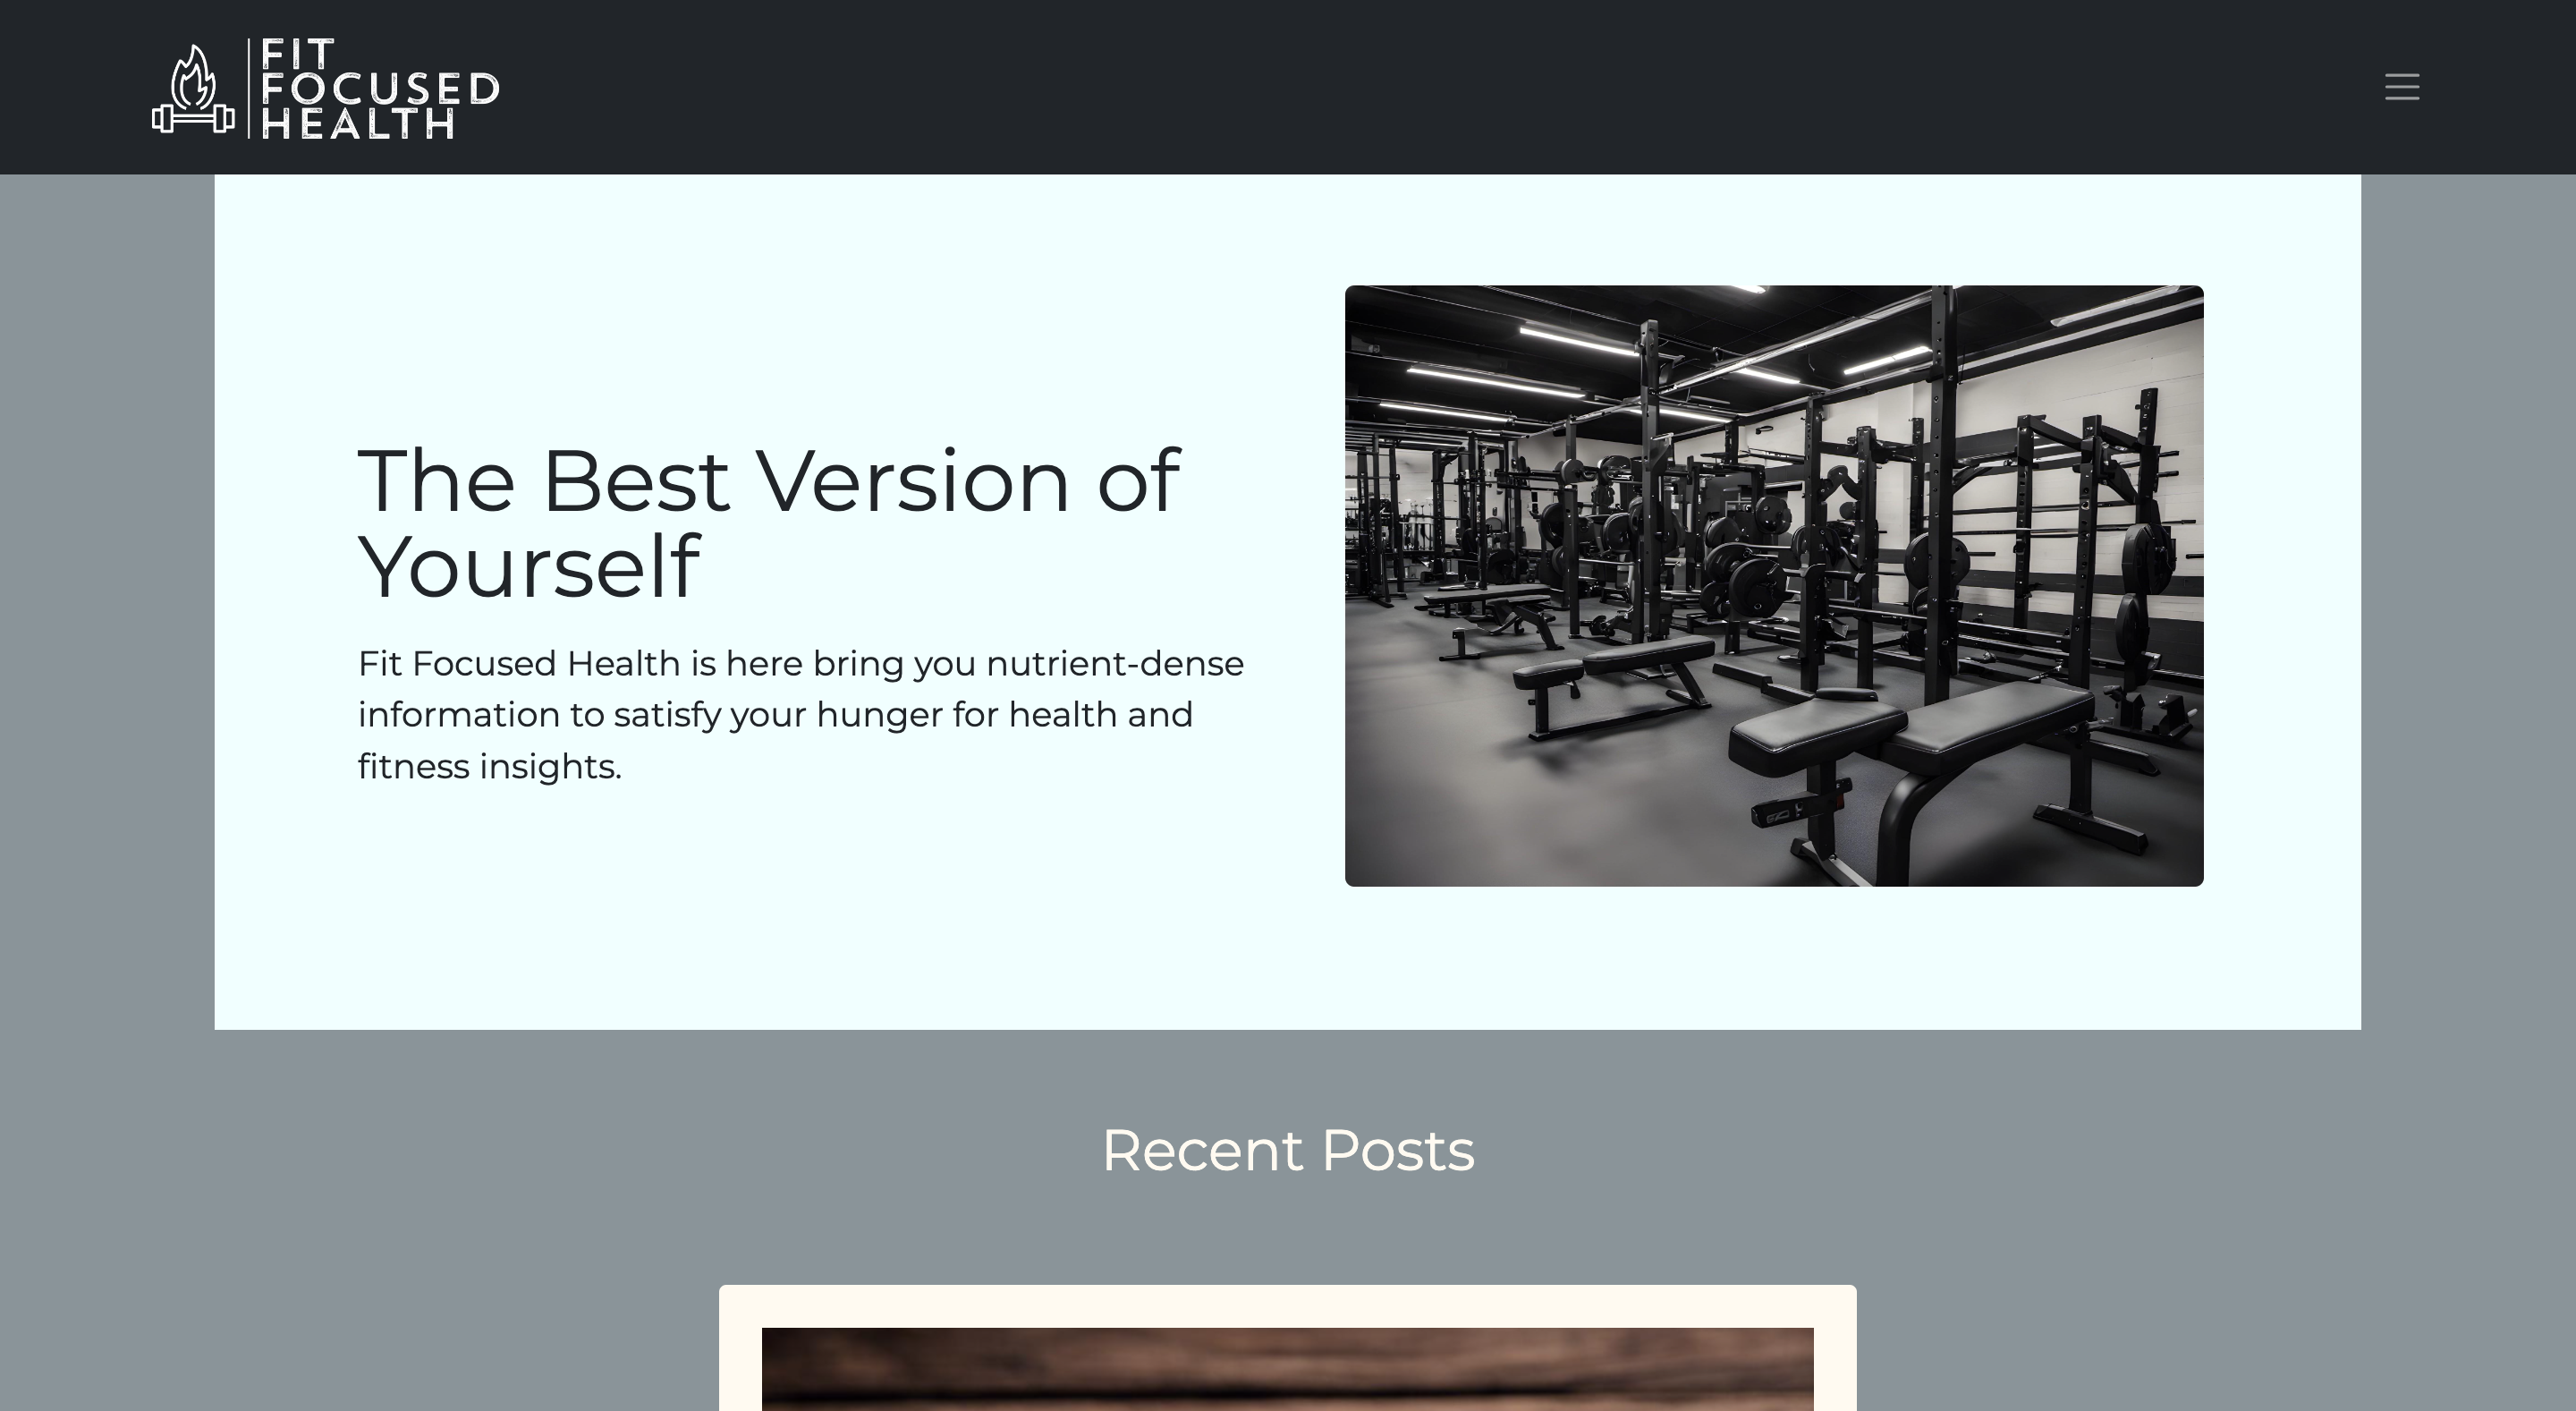 FIT
FOCUSED
HEALTH
The Best Version of
Yourself
Fit Focused Health is here bring you nutrient-dense
information to satisfy your hunger for health and
fitness insights.
Recent Posts